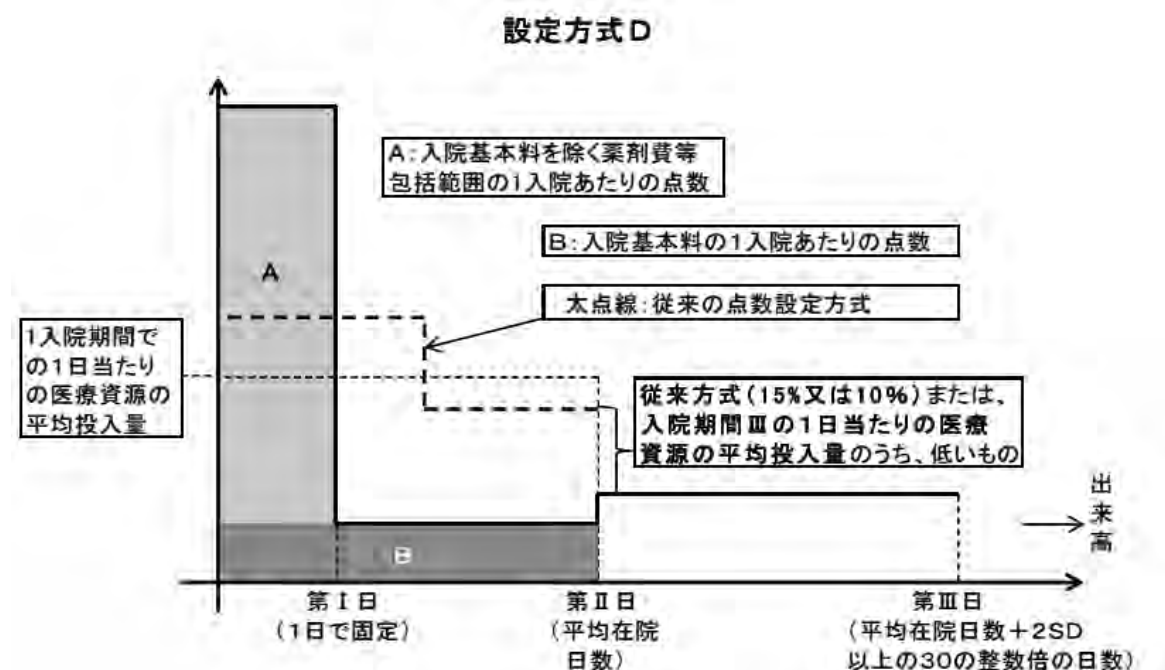 設定方式D
A:入院基本料を除く薬剤費等
包括範囲の1入院あたりの点数
B:入院基本料の1入院あたりの点数
A
太点線:従来の点数設定方式
1入院期間で
の1日当たり
の医療資源の
平均投入量
従来方式(15%又は10%)または、
入院期間Ⅲの1日当たりの医療
資源の平均投入量のうち、低いもの
出来高
B
第Ⅰ日
(1日で固定)
第Ⅱ日
(平均在院
日数)
第Ⅲ日
(平均在院日数+2SD
以上の30の整数倍の日数)